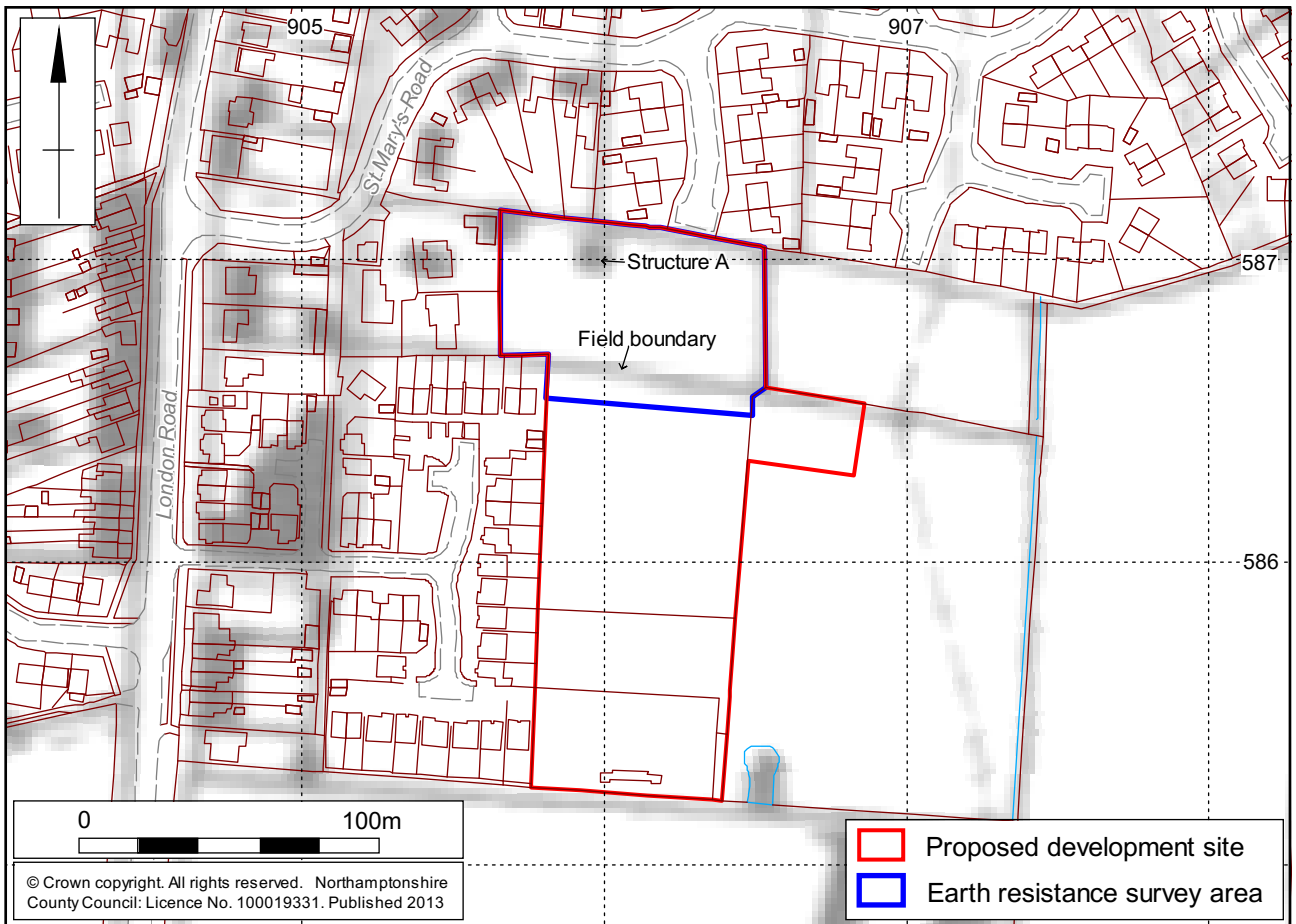 905
907
St.Mary's Road
Structure A
587
Field boundary
London Road
586
0
100m
© Crown copyright. All rights reserved. Northamptonshire
County Council: Licence No. 100019331. Published 2013
Proposed development site
Earth resistance survey area